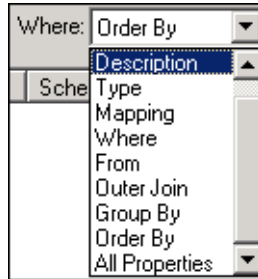 Where: Order By
Description
Sche Type
Mapping
Where
From
Outer Join
Group By
Order By
All Properties